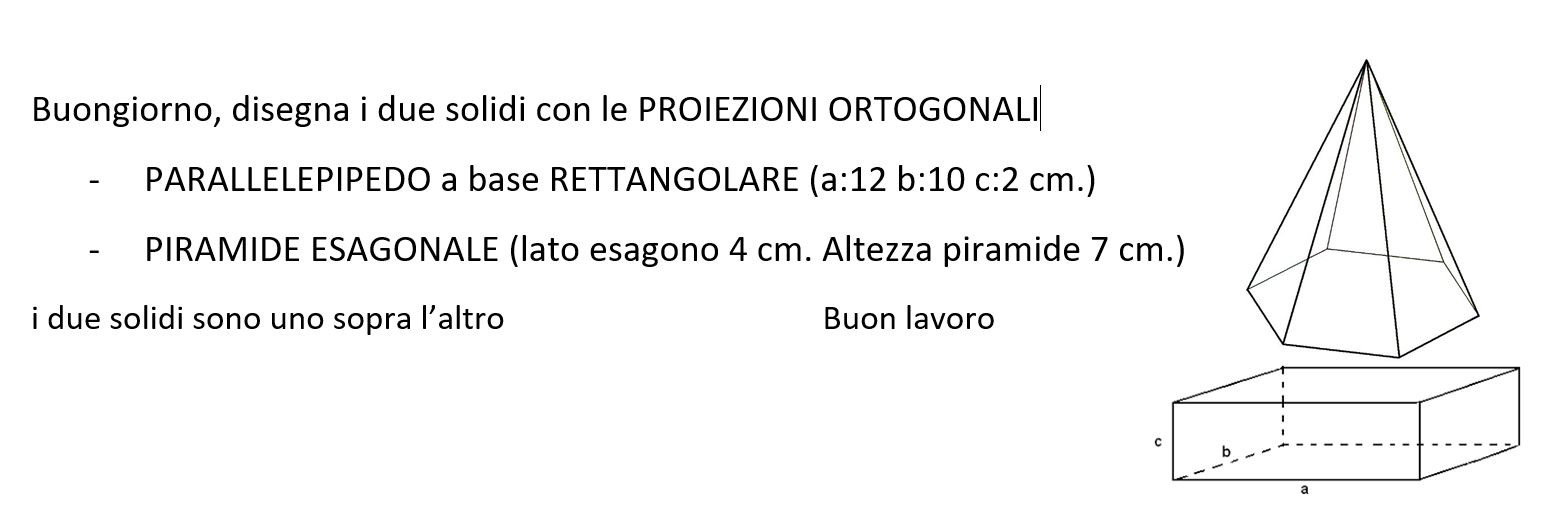 Buongiorno, disegna i due solidi con le PROIEZIONI ORTOGONALI
- PARALLELEPIPEDO a base RETTANGOLARE (a:12 b:10 c:2 cm.)
- PIRAMIDE ESAGONALE (lato esagono 4 cm. Altezza piramide 7 cm.)
i due solidi sono uno sopra l’altro Buon lavoro
c
b
a